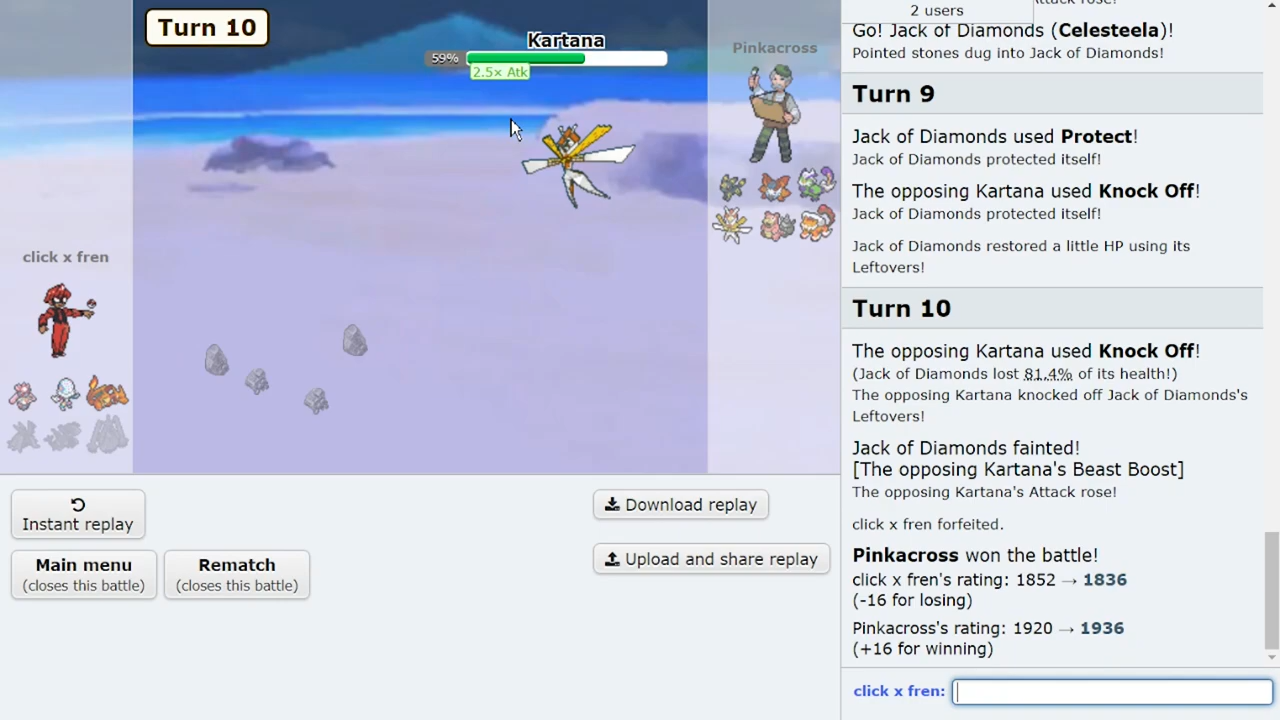 Turn 10
Kartana
59%
2.5× Atk
Pinkacross
click x fren
Instant replay
Main menu
(closes this battle)
Rematch
(closes this battle)
Download replay
Upload and share replay
2 users
Go! Jack of Diamonds (Celesteela)!
Pointed stones dug into Jack of Diamonds!
Turn 9
Jack of Diamonds used Protect!
Jack of Diamonds protected itself!
The opposing Kartana used Knock Off!
Jack of Diamonds protected itself!
Jack of Diamonds restored a little HP using its
Leftovers!
Turn 10
The opposing Kartana used Knock Off!
(Jack of Diamonds lost 81.4% of its health!)
The opposing Kartana knocked off Jack of Diamonds's
Leftovers!
Jack of Diamonds fainted!
[The opposing Kartana's Beast Boost]
The opposing Kartana's Attack rose!
click x fren forfeited.
Pinkacross won the battle!
click x fren's rating: 1852 → 1836
(-16 for losing)
Pinkacross's rating: 1920 → 1936
(+16 for winning)
click x fren: